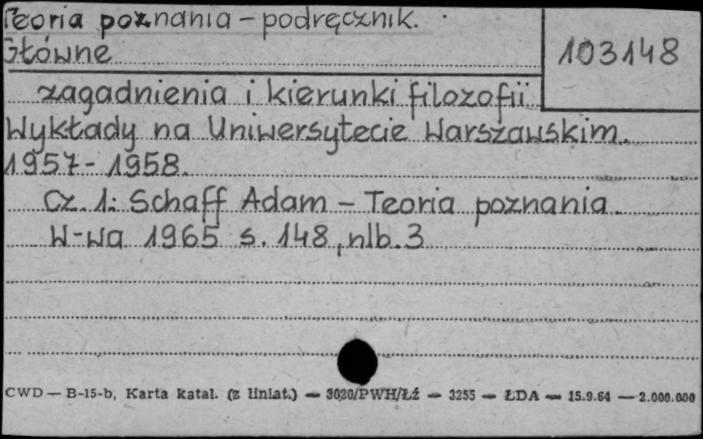 Teoria poznania - podręcznik.
Główne
103148
zagadnienia i kierunki filozofii
Wykłady na Uniwersytecie Warszawskim.
1957-1958.
Cz. 1: Schaff Adam - Teoria poznania.
W-wa 1965 s. 148, nlb. 3
CWD — B-15-b, Karta katal. (z liniat.) — 3020/PWH/Łź — 3255 — ŁDA — 15.9.64 — 2.000.000